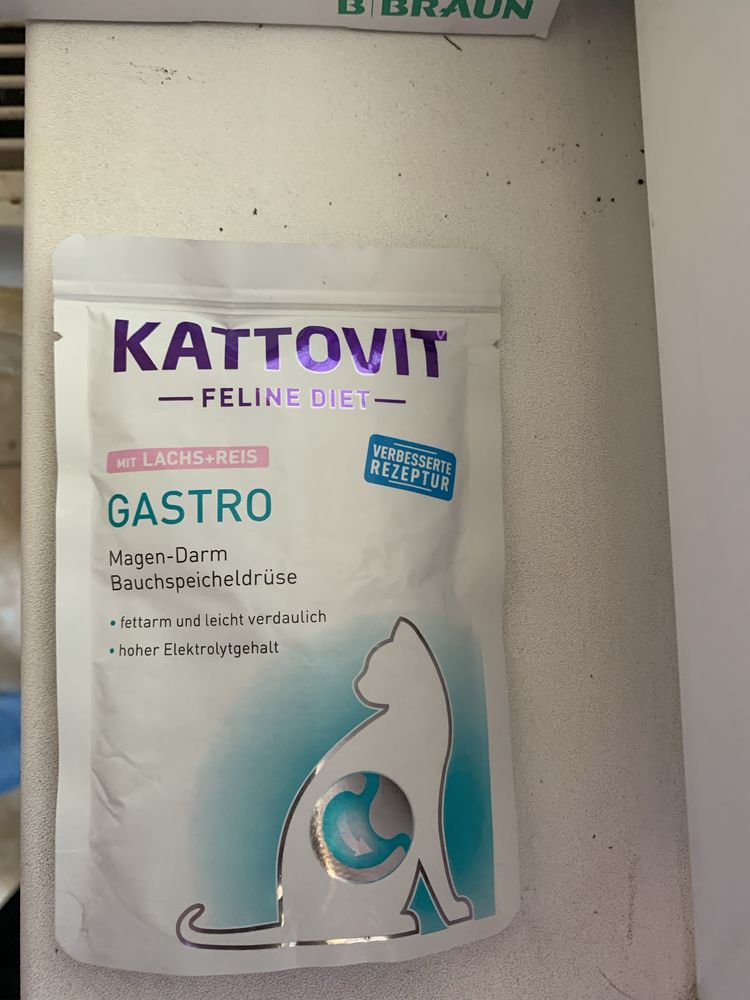 B|BRAUN
KATTOVIT
FELINE DIET
MIT LACHS+REIS
VERBESSERTE
REZEPTUR
GASTRO
Magen-Darm
Bauchspeicheldrüse
• fettarm und leicht verdaulich
• hoher Elektrolytgehalt